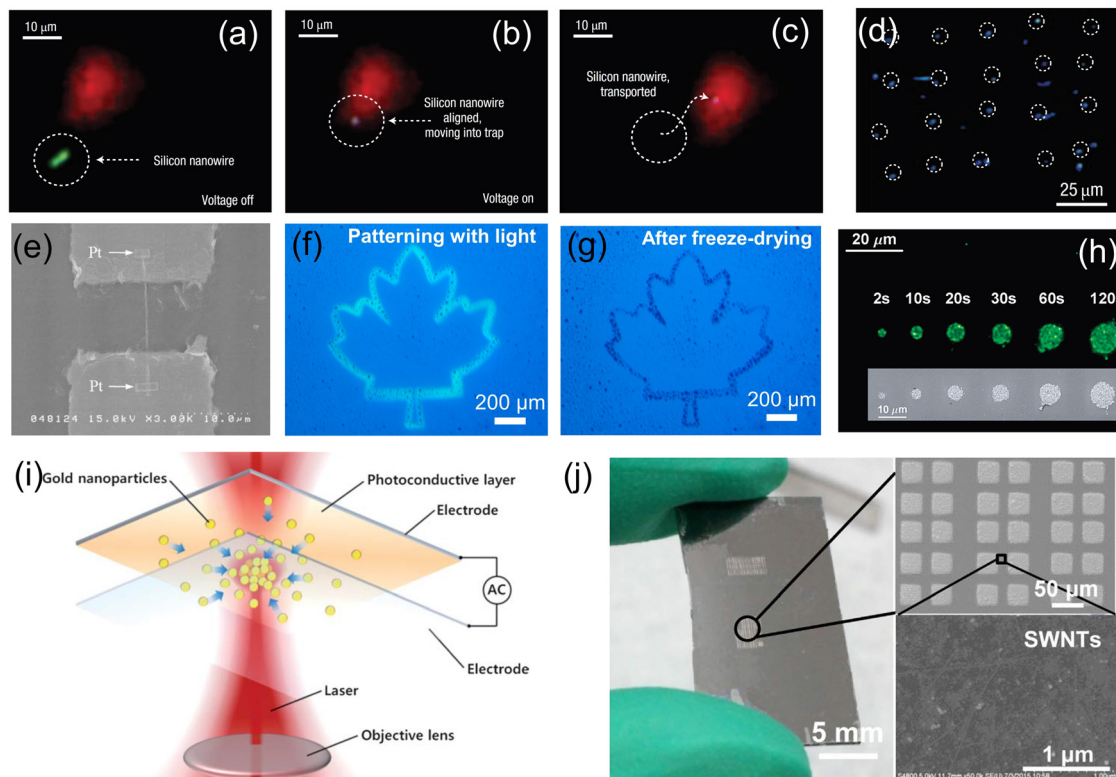 10 μm
(a)
Silicon nanowire
Voltage off
10 μm
(b)
Silicon nanowire
aligned,
moving into trap
Voltage on
10 μm
(c)
Silicon nanowire,
transported
(d)
25 μm
(e)
Pt
Pt
048124 15.0kV X3.00K 10.0μm
(f)
Patterning with light
200 μm
(g)
After freeze-drying
200 μm
20 μm
(h)
2s 10s 20s 30s 60s 120
10 μm
(i)
Gold nanoparticles
Photoconductive layer
Electrode
AC
Electrode
Laser
Objective lens
(j)
5 mm
50 μm
SWNTs
1 μm